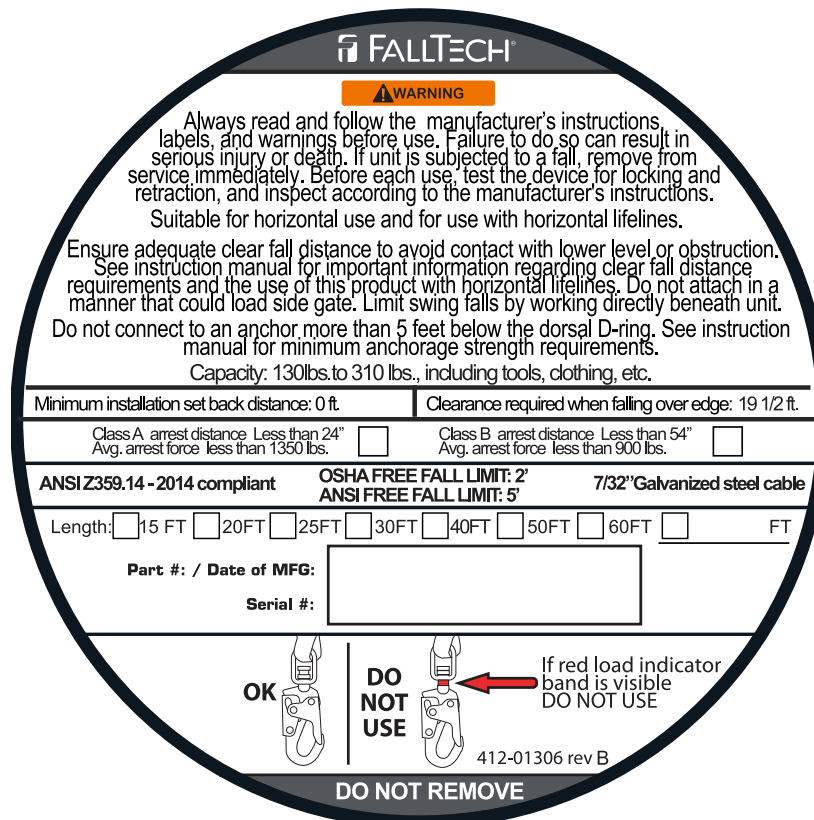 FALLTECH®
WARNING
Always read and follow the manufacturer's instructions,
labels, and warnings before use. Failure to do so can result in
serious injury or death. If unit is subjected to a fall, remove from
service immediately. Before each use, test the device for locking and
retraction, and inspect according to the manufacturer's instructions.
Suitable for horizontal use and for use with horizontal lifelines.
Ensure adequate clear fall distance to avoid contact with lower level or obstruction.
See instruction manual for important information regarding clear fall distance
requirements and the use of this product with horizontal lifelines. Do not attach in a
manner that could load side gate. Limit swing falls by working directly beneath unit.
Do not connect to an anchor more than 5 feet below the dorsal D-ring. See instruction
manual for minimum anchorage strength requirements.
Capacity: 130lbs.to 310 lbs., including tools, clothing, etc.
Minimum installation set back distance: 0 ft.
Clearance required when falling over edge: 19 1/2 ft.
Class A arrest distance Less than 24"
Avg. arrest force less than 1350 lbs.
Class B arrest distance Less than 54"
Avg. arrest force less than 900 lbs.
ANSI Z359.14 - 2014 compliant
OSHA FREE FALL LIMIT: 2'
ANSI FREE FALL LIMIT: 5'
7/32" Galvanized steel cable
Length: 15 FT 20FT 25FT 30FT 40FT 50FT 60FT FT
Part #: / Date of MFG:
Serial #:
OK
DO
NOT
USE
If red load indicator
band is visible
DO NOT USE
412-01306 rev B
DO NOT REMOVE